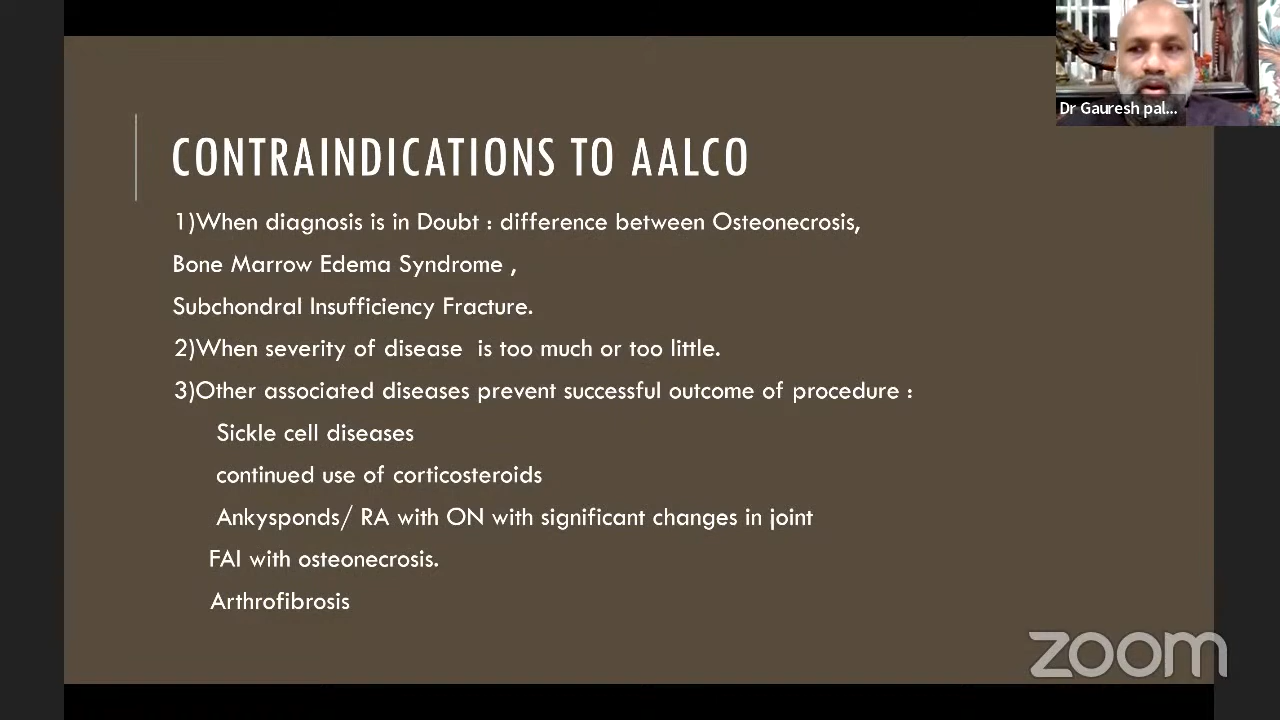 Dr Gauresh pal...
CONTRAINDICATIONS TO AALCO
1)When diagnosis is in Doubt : difference between Osteonecrosis,
Bone Marrow Edema Syndrome ,
Subchondral Insufficiency Fracture.
2)When severity of disease  is too much or too little.
3)Other associated diseases prevent successful outcome of procedure :
Sickle cell diseases
continued use of corticosteroids
Ankysponds/ RA with ON with significant changes in joint
FAI with osteonecrosis.
Arthrofibrosis
zoom